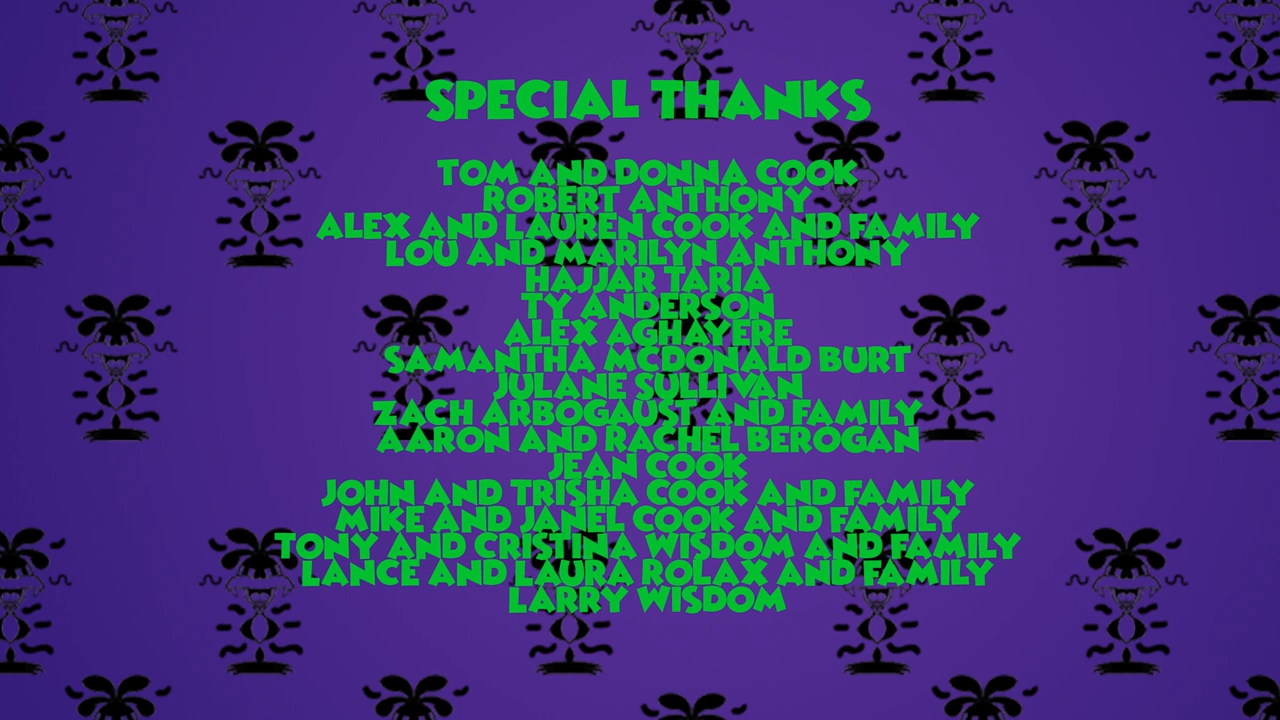 SPECIAL THANKS
TOM AND DONNA COOK
ROBERT ANTHONY
ALEX AND LAUREN COOK AND FAMILY
LOU AND MARILYN ANTHONY
HAJJAR TARIA
TY ANDERSON
ALEX AGHAYERE
SAMANTHA MCDONALD BURT
JULANE SULLIVAN
ZACH ARBOGAUST AND FAMILY
AARON AND RACHEL BEROGAN
JEAN COOK
JOHN AND TRISHA COOK AND FAMILY
MIKE AND JANEL COOK AND FAMILY
TONY AND CRISTINA WISDOM AND FAMILY
LANCE AND LAURA ROLAX AND FAMILY
LARRY WISDOM